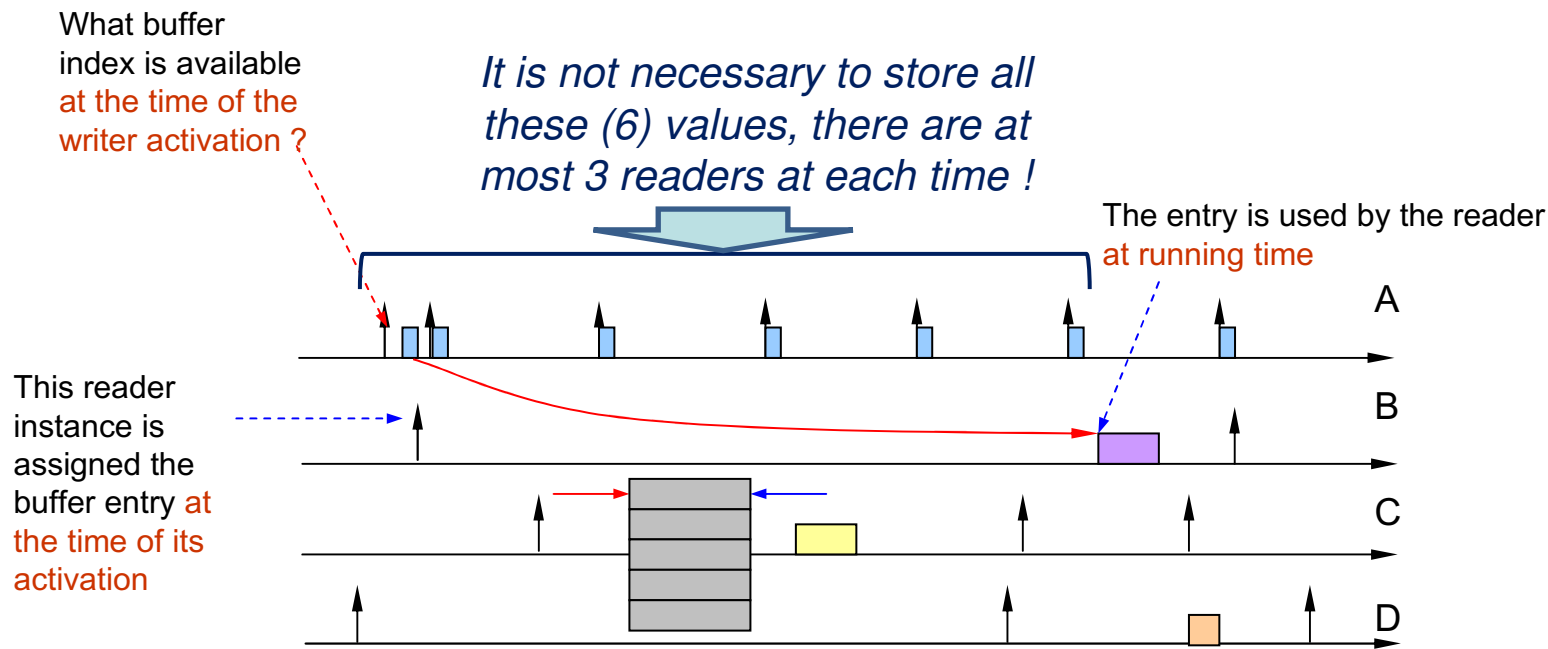 What buffer
index is available
at the time of the
writer activation ?
It is not necessary to store all
these (6) values, there are at
most 3 readers at each time !
The entry is used by the reader
at running time
A
This reader
instance is
assigned the
buffer entry at
the time of its
activation
B
C
D